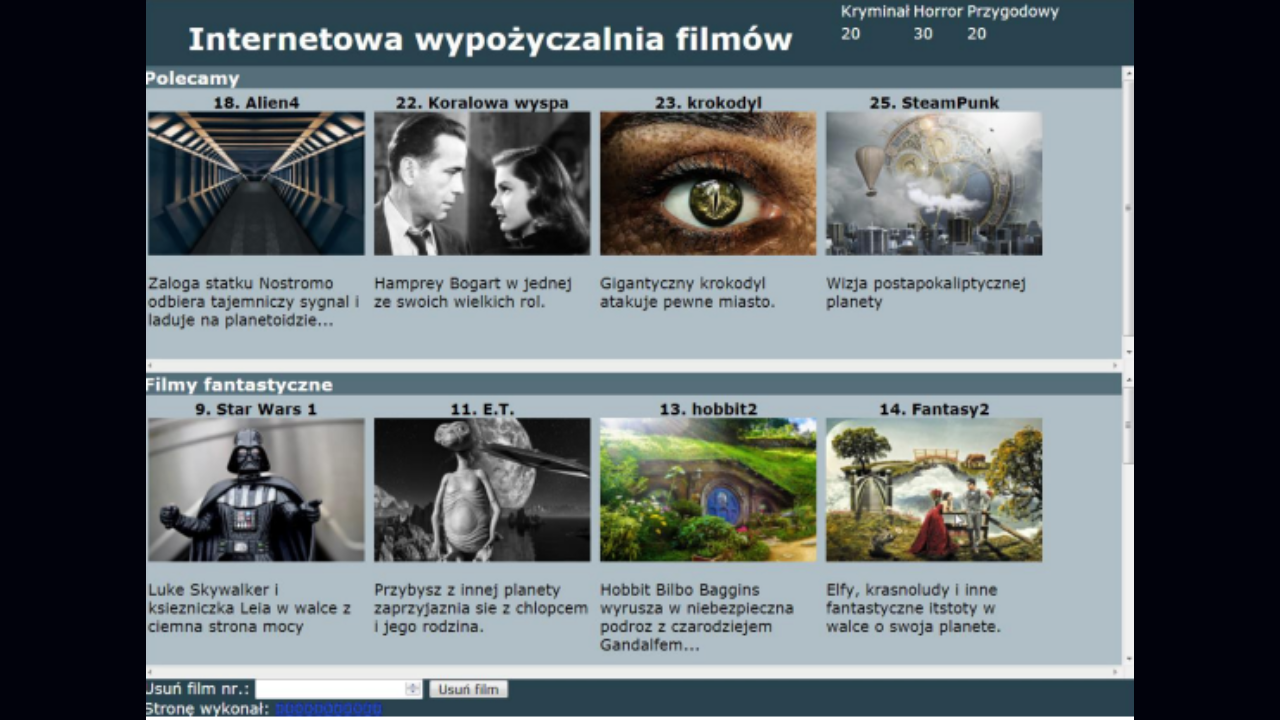 Internetowa wypożyczalnia filmów
Kryminał Horror Przygodowy
20 30 20
Polecamy
18. Alien4
22. Koralowa wyspa
23. krokodyl
25. SteamPunk
Zaloga statku Nostromo
odbiera tajemniczy sygnal i
laduje na planetoidzie...
Hamprey Bogart w jednej
ze swoich wielkich rol.
Gigantyczny krokodyl
atakuje pewne miasto.
Wizja postapokaliptycznej
planety
Filmy fantastyczne
9. Star Wars 1
11. E.T.
13. hobbit2
14. Fantasy2
Luke Skywalker i
ksiezniczka Leia w walce z
ciemna strona mocy
Przybysz z innej planety
zaprzyjaznia sie z chlopcem
i jego rodzina.
Hobbit Bilbo Baggins
wyrusza w niebezpieczna
podroz z czarodziejem
Gandalfem...
Elfy, krasnoludy i inne
fantastyczne itstoty w
walce o swoja planete.
Usuń film nr.: Usuń film
Stronę wykonał: